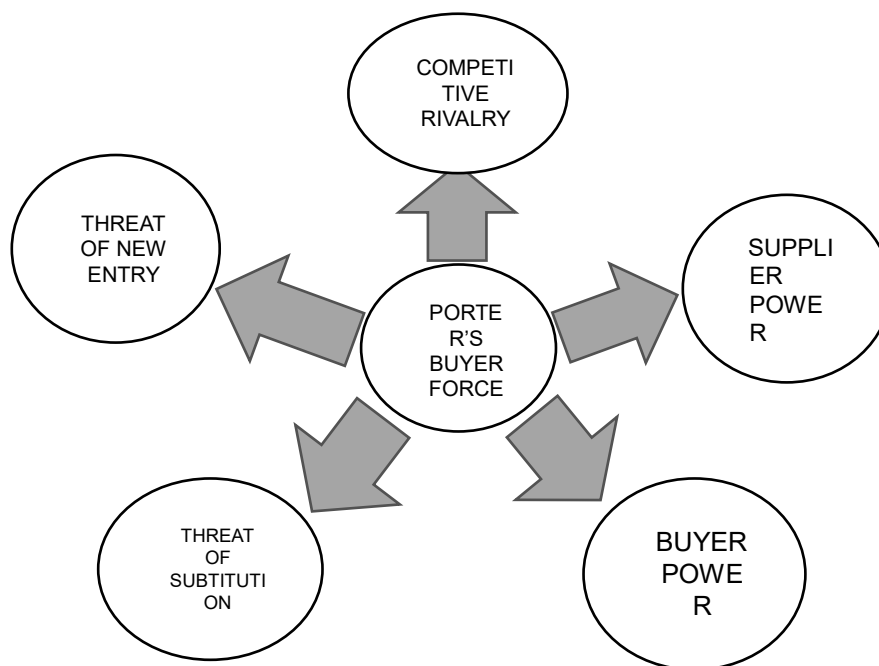 COMPETI
TIVE
RIVALRY
THREAT
OF NEW
ENTRY
SUPPLI
ER
POWE
R
PORTE
R’S
BUYER
FORCE
THREAT
OF
SUBTITUTI
ON
BUYER
POWE
R